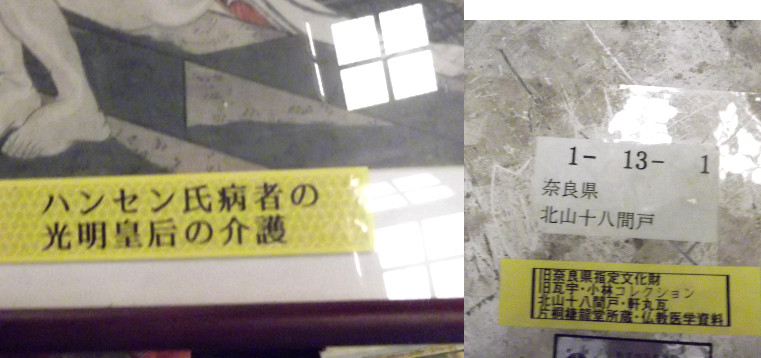 ハンセン氏病者の
光明皇后の介護
1- 13- 1
奈良県
北山十八間戸
旧奈良県指定文化財
旧瓦宇・小林コレクション
北山十八間戸・軒丸瓦
片桐棲龍堂所蔵・仏教医学資料